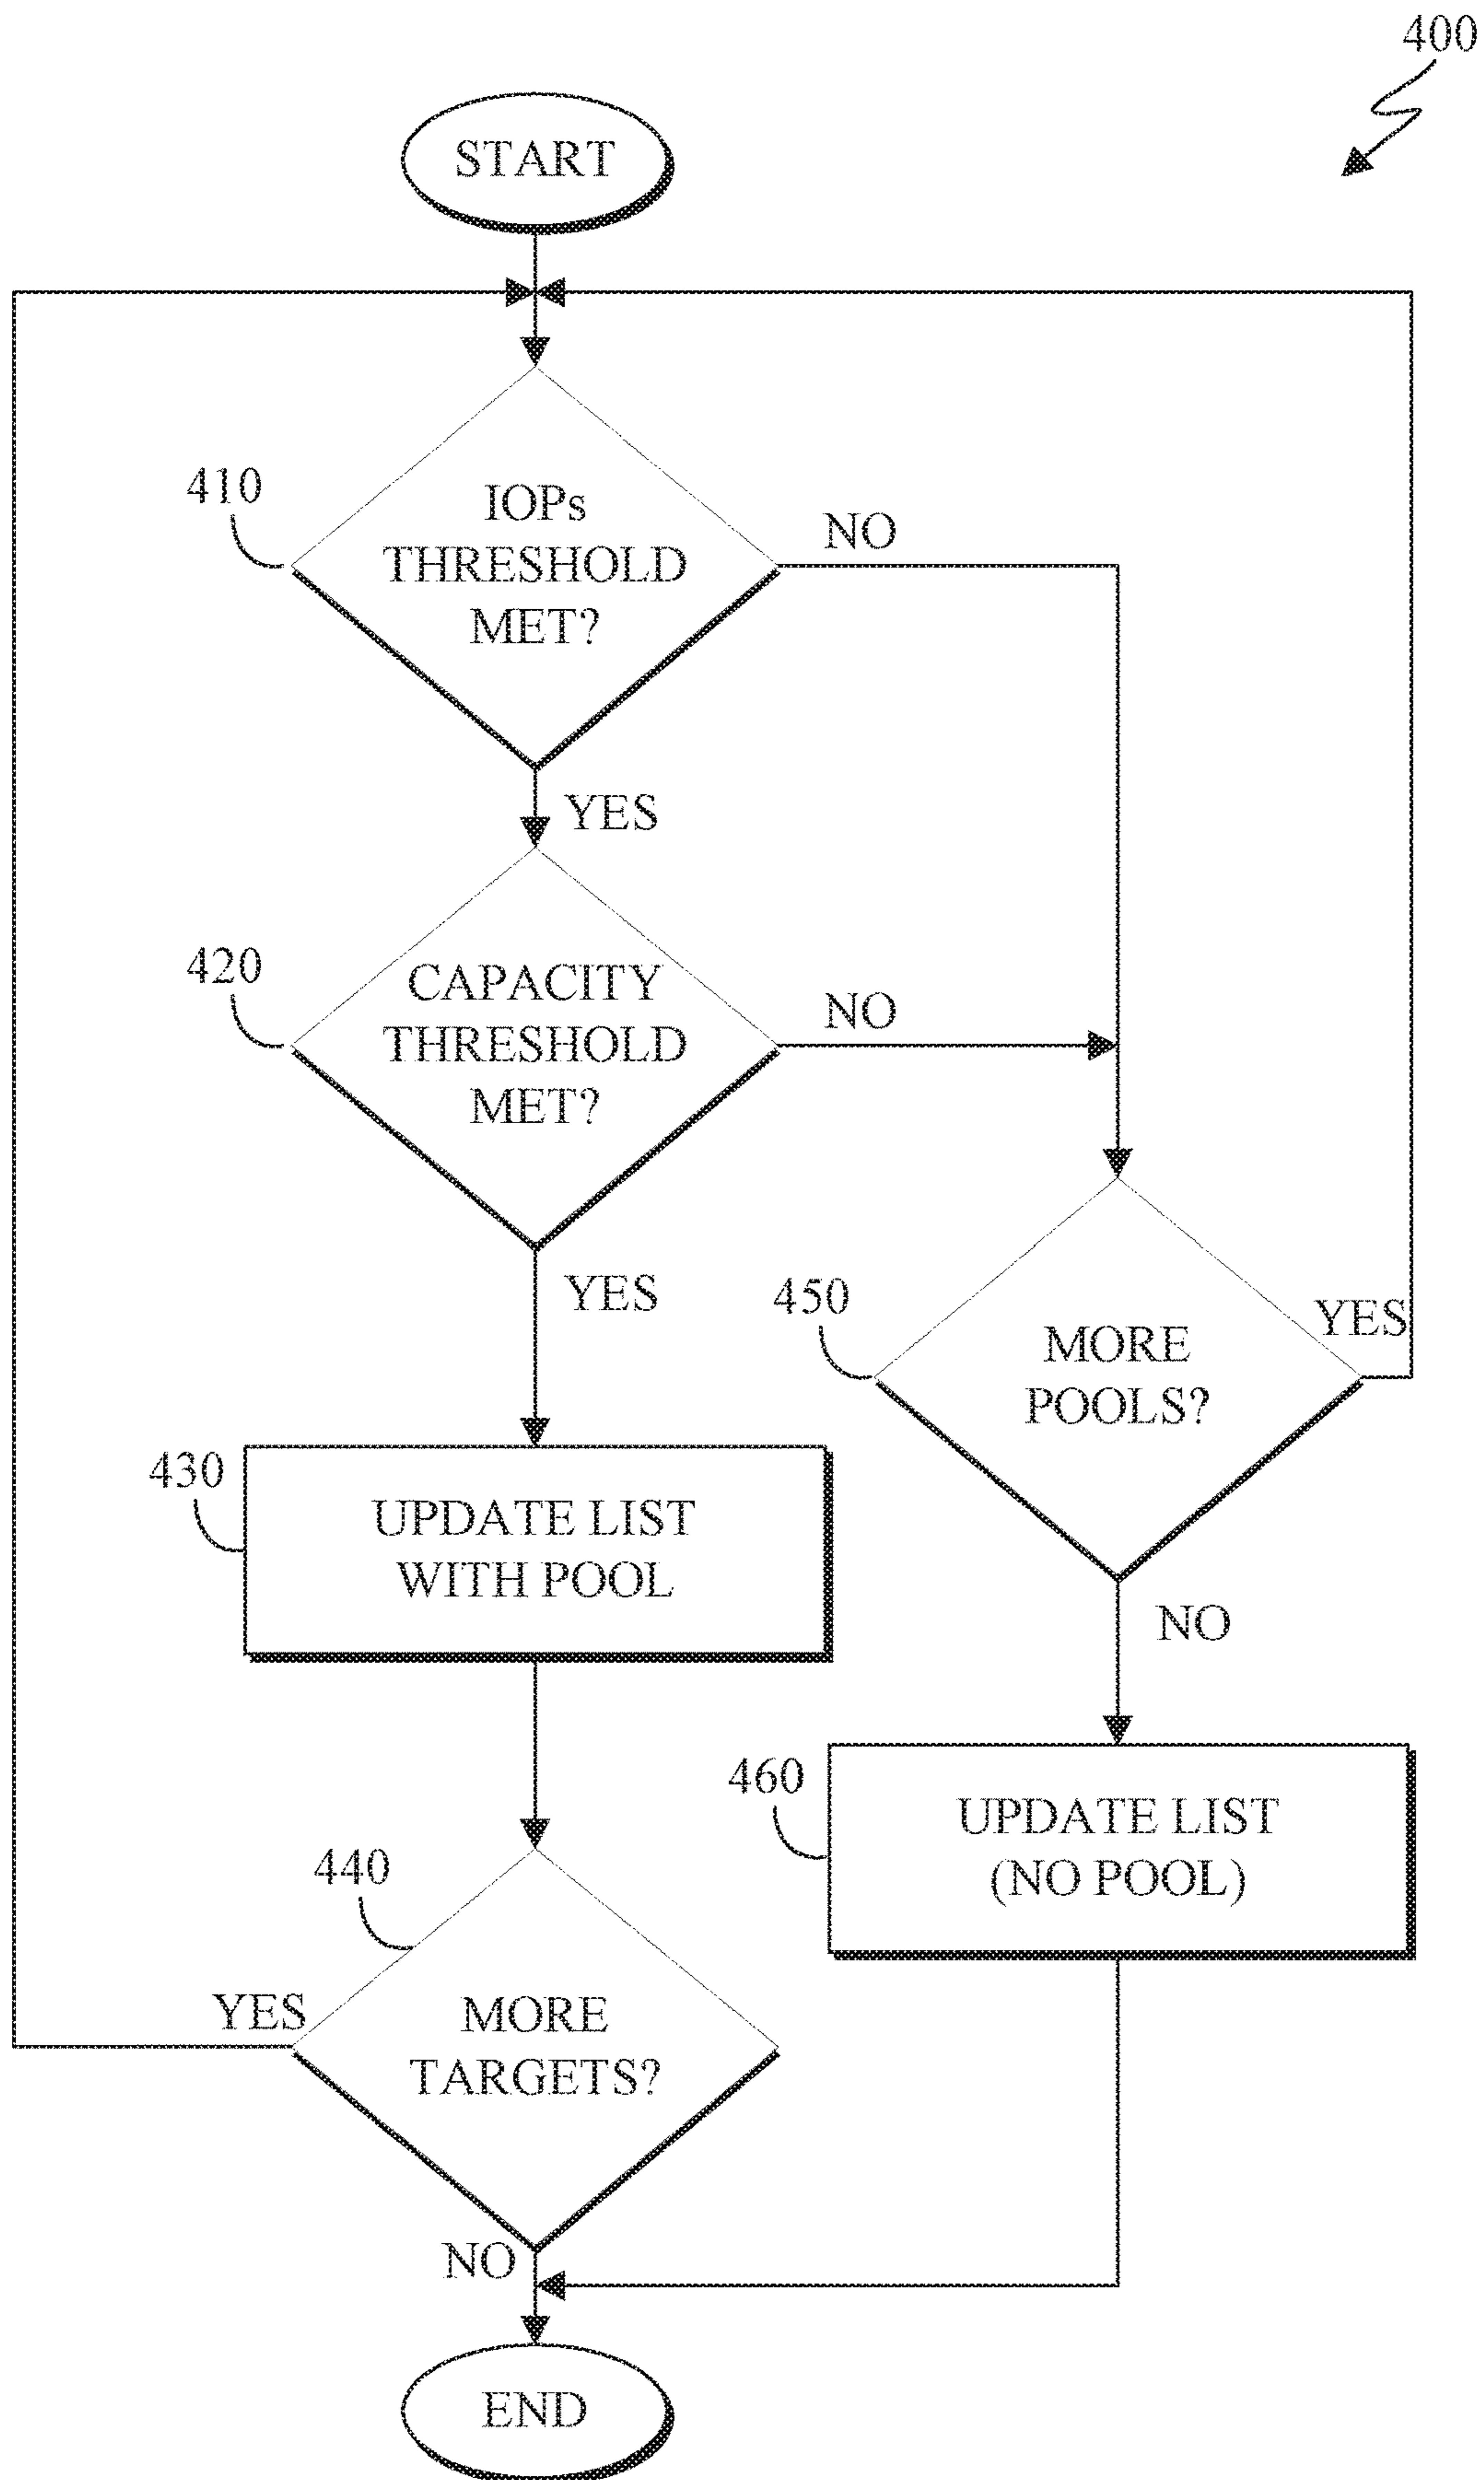 400
START
410
IOPs
THRESHOLD
MET?
NO
YES
420
CAPACITY
THRESHOLD
MET?
NO
YES
450
MORE
POOLS?
YES
NO
430
UPDATE LIST
WITH POOL
460
UPDATE LIST
(NO POOL)
440
MORE
TARGETS?
YES
NO
END